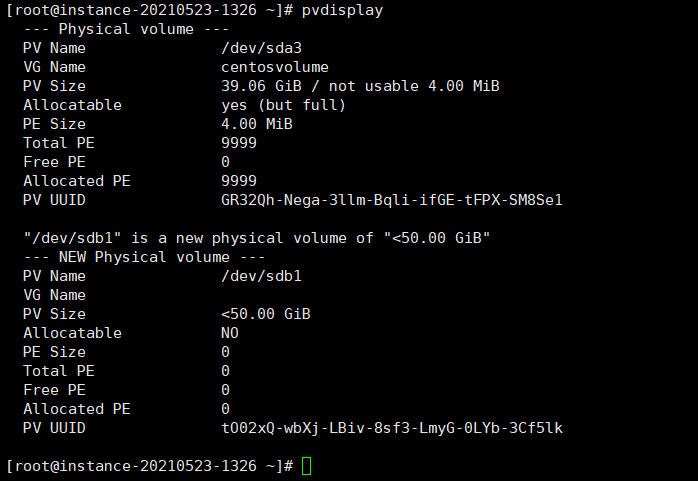 [root@instance-20210523-1326 ~]# pvdisplay
--- Physical volume ---
PV Name /dev/sda3
VG Name centosvolume
PV Size 39.06 GiB / not usable 4.00 MiB
Allocatable yes (but full)
PE Size 4.00 MiB
Total PE 9999
Free PE 0
Allocated PE 9999
PV UUID GR32Qh-Nega-3llm-Bqli-ifGE-tFPX-SM8Se1
"/dev/sdb1" is a new physical volume of "<50.00 GiB"
--- NEW Physical volume ---
PV Name /dev/sdb1
VG Name
PV Size <50.00 GiB
Allocatable NO
PE Size 0
Total PE 0
Free PE 0
Allocated PE 0
PV UUID tO02xQ-wbXj-LBiv-8sf3-LmyG-0LYb-3Cf5lk
[root@instance-20210523-1326 ~]#